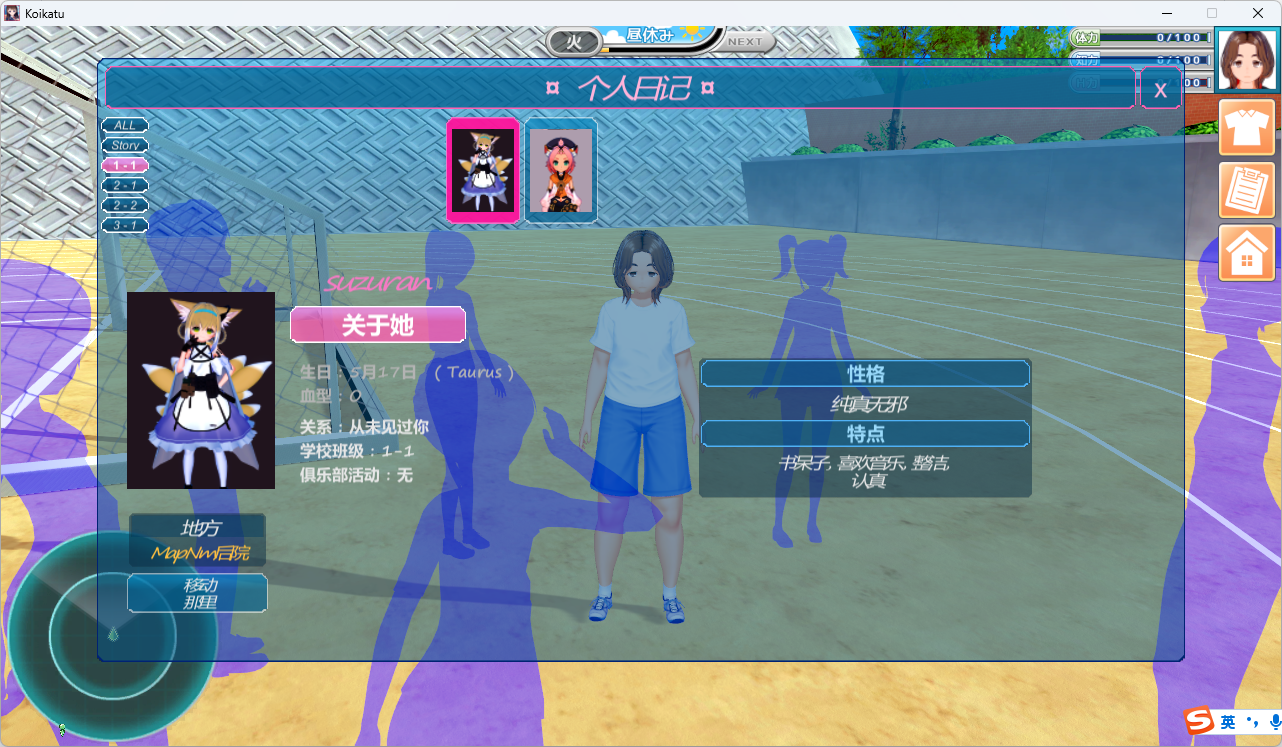 Koikatu
火
昼休み
NEXT
体力
0/100
知力
0/100
00
¤ 个人日记 ¤
X
ALL
Story
1 - 1
2 - 1
2 - 2
3 - 1
suzuran
关于她
生日：5月17日 （Taurus）
血型：O
关系：从未见过你
学校班级：1-1
俱乐部活动：无
性格
纯真无邪
特点
书呆子, 喜欢音乐, 整洁,
认真
地方
MapNm后院
移动
那里
S 英